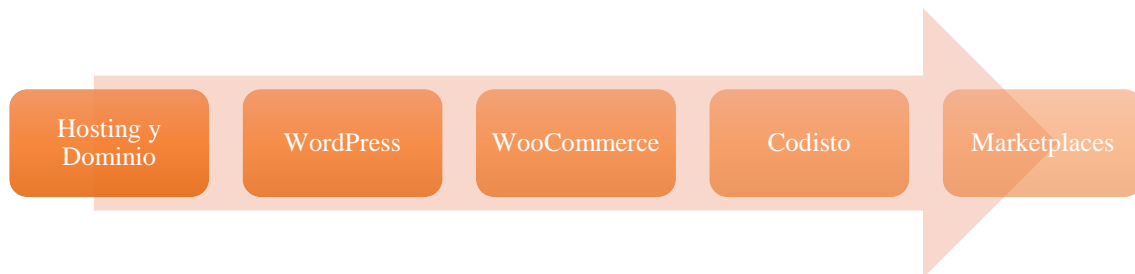 Hosting y
Dominio
WordPress
WooCommerce
Codisto
Marketplaces